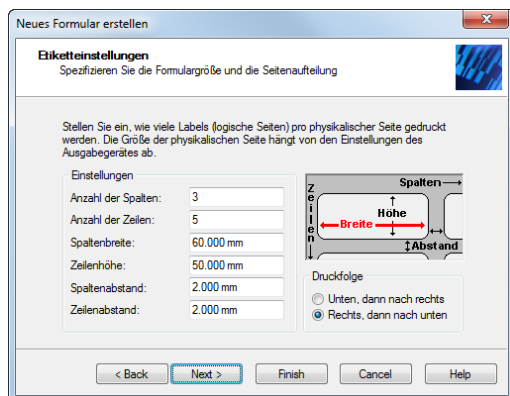 Neues Formular erstellen
Etiketteinstellungen
Spezifizieren Sie die Formulargröße und die Seitenaufteilung
Stellen Sie ein, wie viele Labels (logische Seiten) pro physikalischer Seite gedruckt
werden. Die Größe der physikalischen Seite hängt von den Einstellungen des
Ausgabegerätes ab.
Einstellungen
Anzahl der Spalten: 3
Anzahl der Zeilen: 5
Spaltenbreite: 60.000 mm
Zeilenhöhe: 50.000 mm
Spaltenabstand: 2.000 mm
Zeilenabstand: 2.000 mm
Spalten
Zeilen
Höhe
Breite
Abstand
Druckfolge
Unten, dann nach rechts
Rechts, dann nach unten
< Back Next > Finish Cancel Help